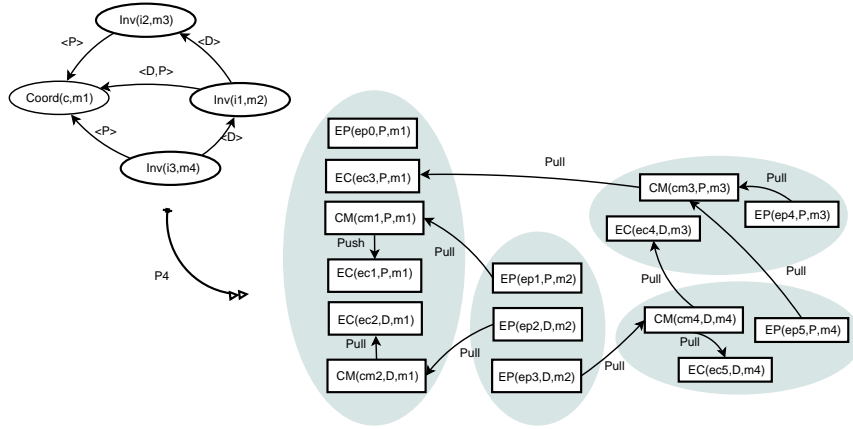 Inv(i2,m3)
<P>
<D>
<D,P>
Coord(c,m1)
Inv(i1,m2)
<P>
<D>
Inv(i3,m4)
P4
EP(ep0,P,m1)
EC(ec3,P,m1)
CM(cm1,P,m1)
Push
EC(ec1,P,m1)
EC(ec2,D,m1)
Pull
CM(cm2,D,m1)
Pull
EP(ep1,P,m2)
EP(ep2,D,m2)
Pull
EP(ep3,D,m2)
Pull
Pull
CM(cm3,P,m3)
Pull
EP(ep4,P,m3)
EC(ec4,D,m3)
Pull
Pull
CM(cm4,D,m4)
EP(ep5,P,m4)
Pull
EC(ec5,D,m4)